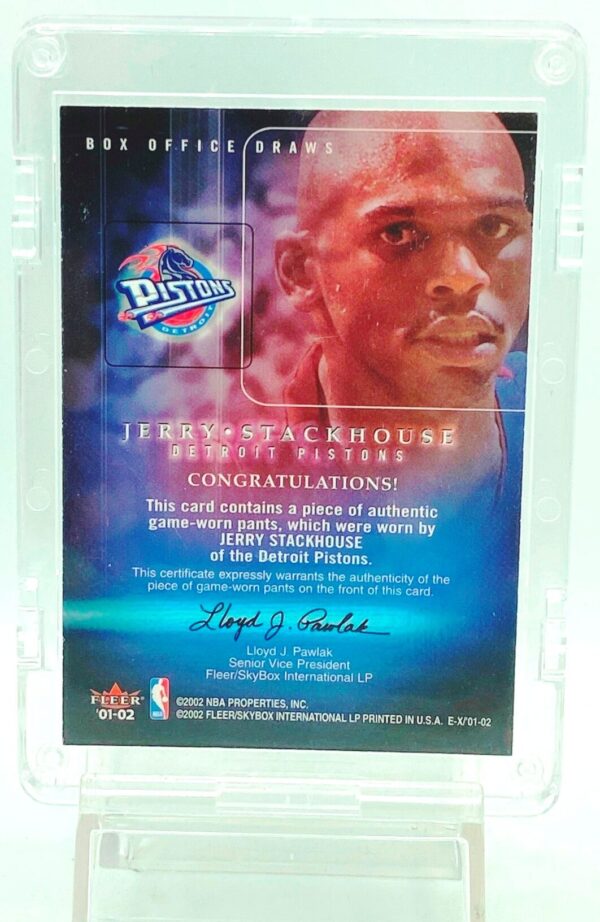 BOX OFFICE DRAWS
PISTONS
DETROIT
JERRY • STACKHOUSE
DETROIT PISTONS
CONGRATULATIONS!
This card contains a piece of authentic
game-worn pants, which were worn by
JERRY STACKHOUSE
of the Detroit Pistons.
This certificate expressly warrants the authenticity of the
piece of game-worn pants on the front of this card.
Lloyd J. Pawlak
Lloyd J. Pawlak
Senior Vice President
Fleer/SkyBox International LP
FLEER
'01-02
NBA
©2002 NBA PROPERTIES, INC.
©2002 FLEER/SKYBOX INTERNATIONAL LP PRINTED IN U.S.A. E-X/'01-02